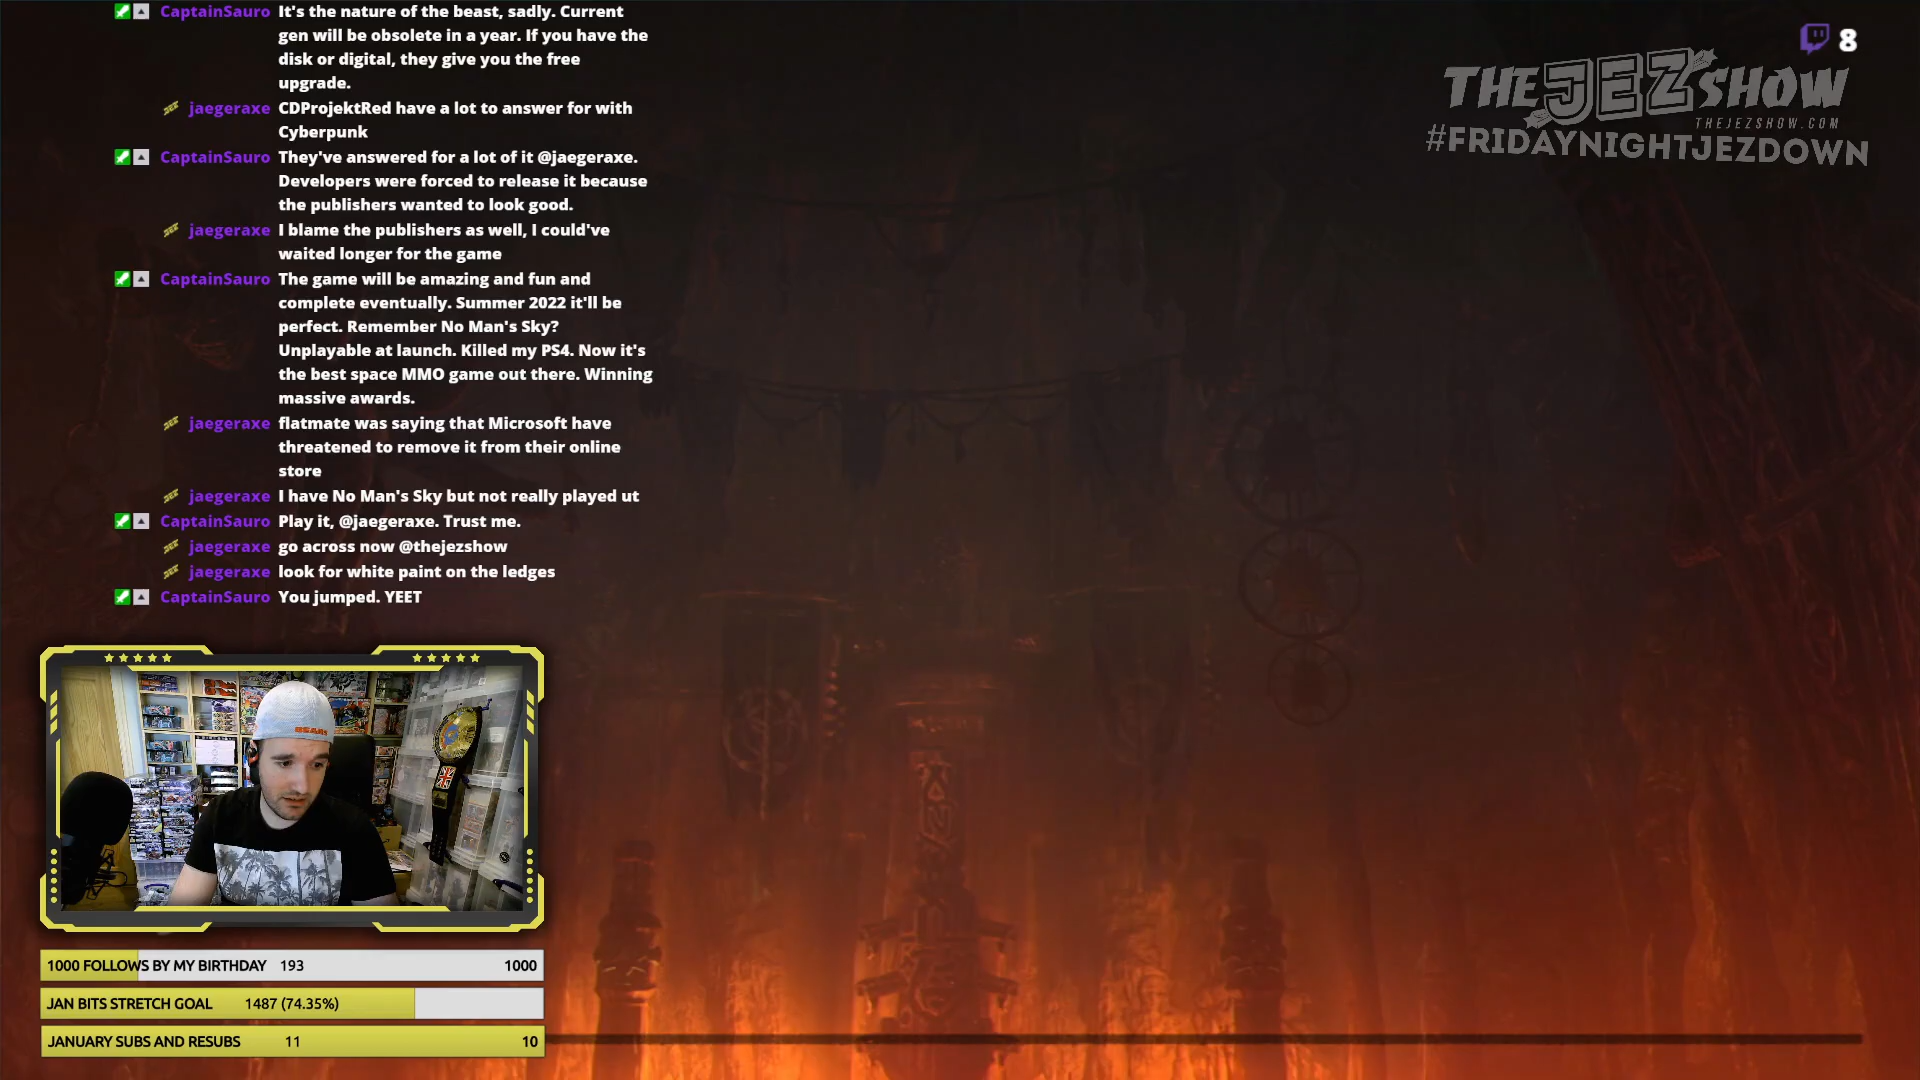 CaptainSauro It's the nature of the beast, sadly. Current
gen will be obsolete in a year. If you have the
disk or digital, they give you the free
upgrade.
jaegeraxe CDProjektRed have a lot to answer for with
Cyberpunk
CaptainSauro They've answered for a lot of it @jaegeraxe.
Developers were forced to release it because
the publishers wanted to look good.
jaegeraxe I blame the publishers as well, I could've
waited longer for the game
CaptainSauro The game will be amazing and fun and
complete eventually. Summer 2022 it'll be
perfect. Remember No Man's Sky?
Unplayable at launch. Killed my PS4. Now it's
the best space MMO game out there. Winning
massive awards.
jaegeraxe flatmate was saying that Microsoft have
threatened to remove it from their online
store
jaegeraxe I have No Man's Sky but not really played ut
CaptainSauro Play it, @jaegeraxe. Trust me.
jaegeraxe go across now @thejezshow
jaegeraxe look for white paint on the ledges
CaptainSauro You jumped. YEET
8
THE JEZ SHOW
THEJEZSHOW.COM
#FRIDAYNIGHTJEZDOWN
BEARS
1000 FOLLOWS BY MY BIRTHDAY 193 1000
JAN BITS STRETCH GOAL 1487 (74.35%)
JANUARY SUBS AND RESUBS 11 10